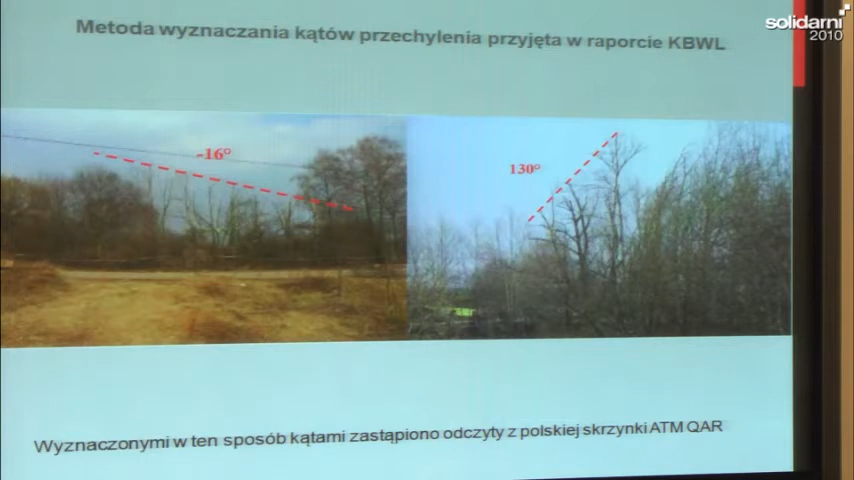 solidarni
2010
Metoda wyznaczania kątów przechylenia przyjęta w raporcie KBWL
-16°
130°
Wyznaczonymi w ten sposób kątami zastąpiono odczyty z polskiej skrzynki ATM QAR